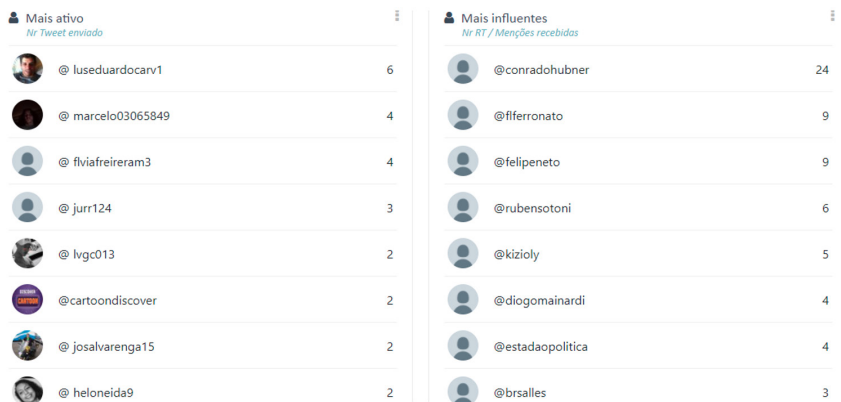 Mais ativo
Nr Tweet enviado
@ luseduardocarv1 6
@ marcelo03065849 4
@ flviafreireram3 4
@ jurr124 3
@ lvgc013 2
@cartoondiscover 2
@ josalvarenga15 2
@ heloneida9 2
Mais influentes
Nr RT / Menções recebidas
@conradohubner 24
@flferronato 9
@felipeneto 9
@rubensotoni 6
@kizioly 5
@diogomainardi 4
@estadaopolitica 4
@brsalles 3